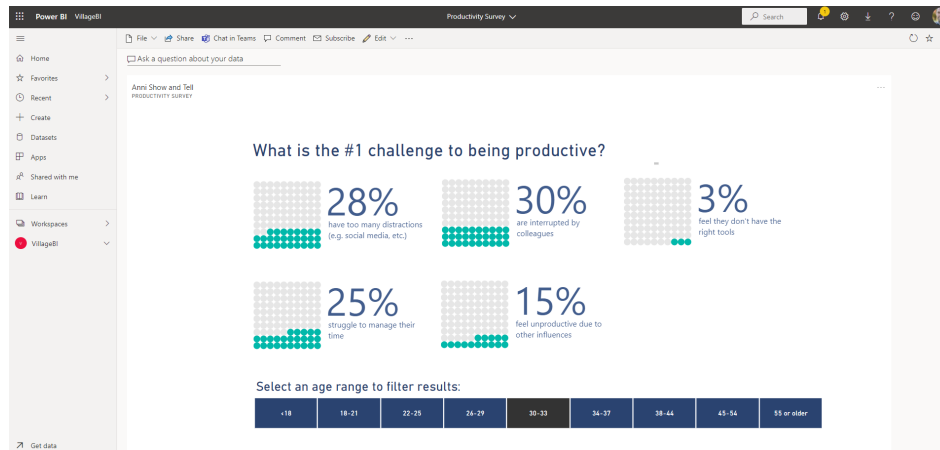 Power BI VillageBI
Productivity Survey
Search
1
?
File Share Chat in Teams Comment Subscribe Edit ...
Ask a question about your data
Home
Favorites
Recent
Create
Datasets
Apps
Shared with me
Learn
Workspaces
VillageBI
Get data
Anni Show and Tell
PRODUCTIVITY SURVEY
What is the #1 challenge to being productive?
28%
have too many distractions
(e.g. social media, etc.)
30%
are interrupted by
colleagues
3%
feel they don't have the
right tools
25%
struggle to manage their
time
15%
feel unproductive due to
other influences
Select an age range to filter results:
<18 18-21 22-25 26-29 30-33 34-37 38-44 45-54 55 or older